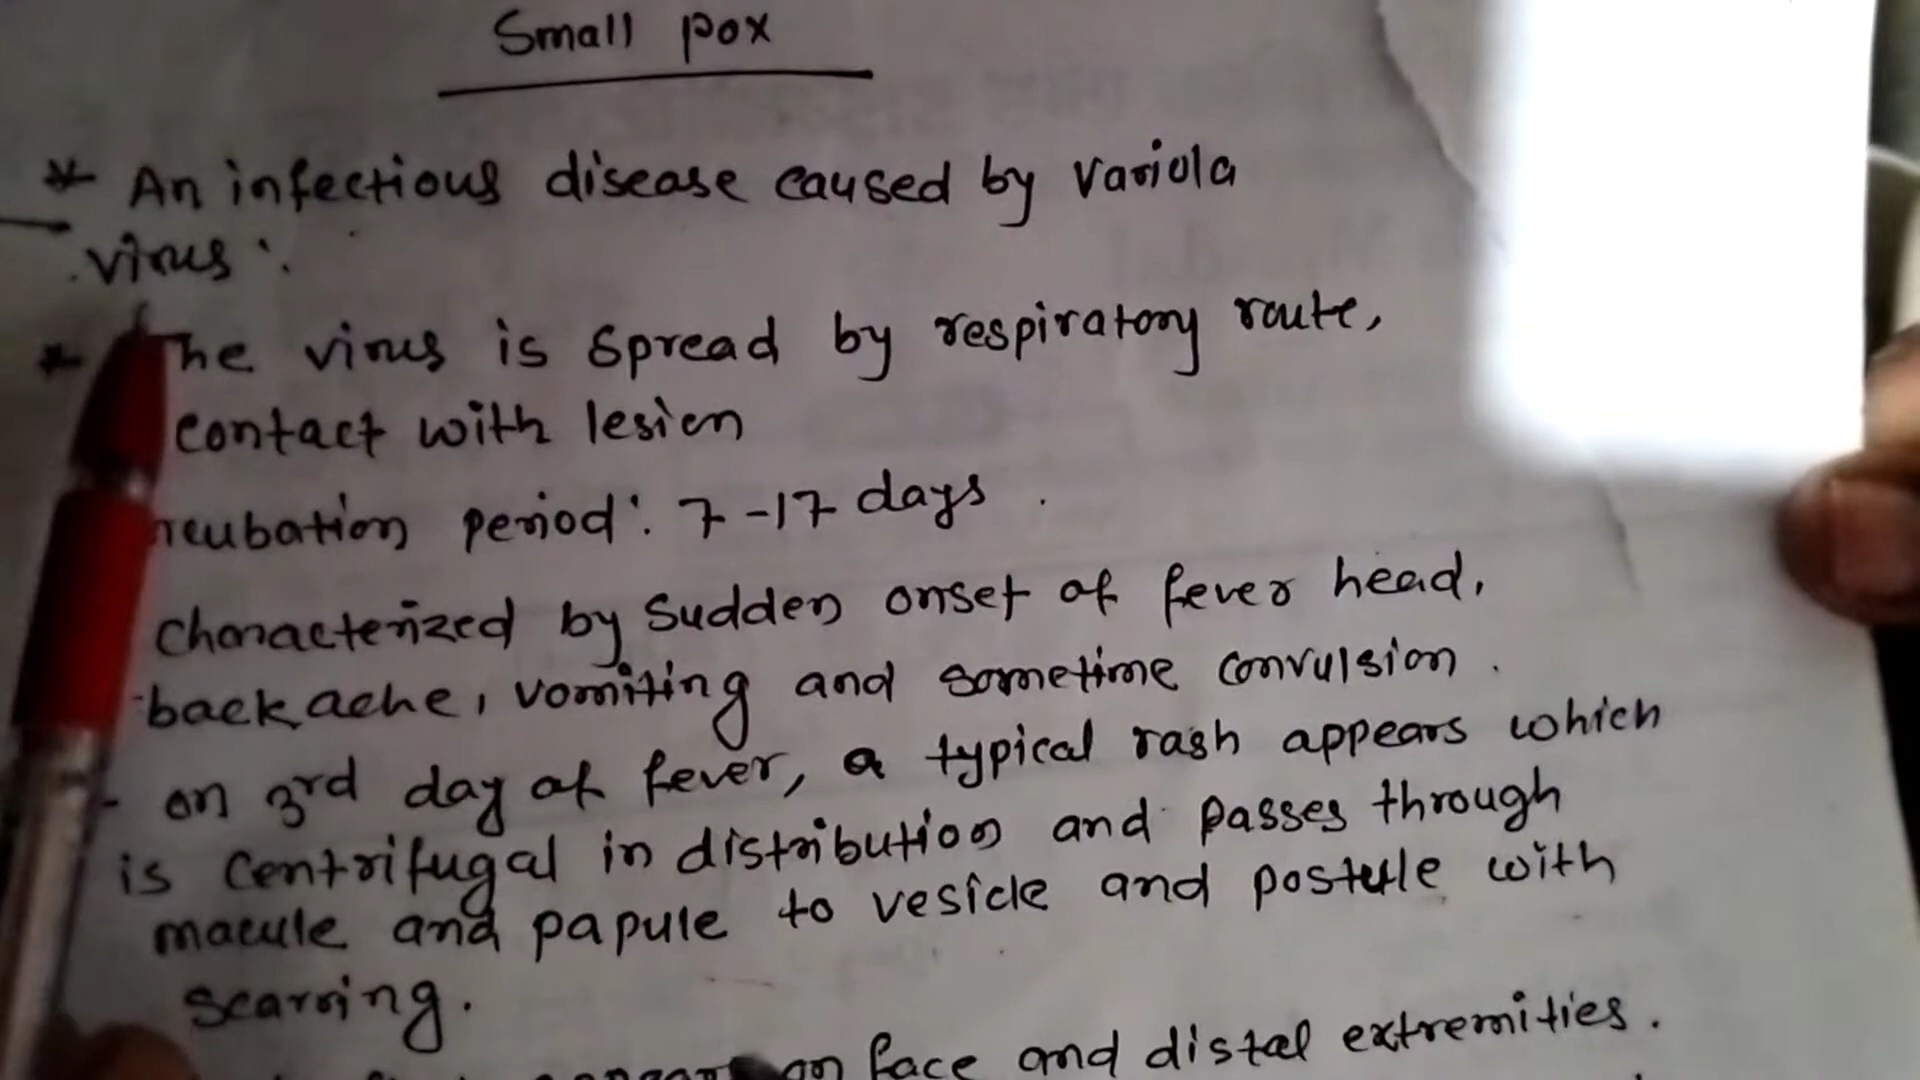 Small pox
* An infectious disease caused by Variola
virus:
* The virus is spread by respiratory route,
contact with lesion
ncubation period: 7-17 days.
characterized by Sudden onset of fever head,
backache, vomiting and sometime convulsion.
- on 3rd day of fever, a typical rash appears which
is centrifugal in distribution and passes through
macule and papule to vesicle and postule with
scarring.
on face and distal extremities.